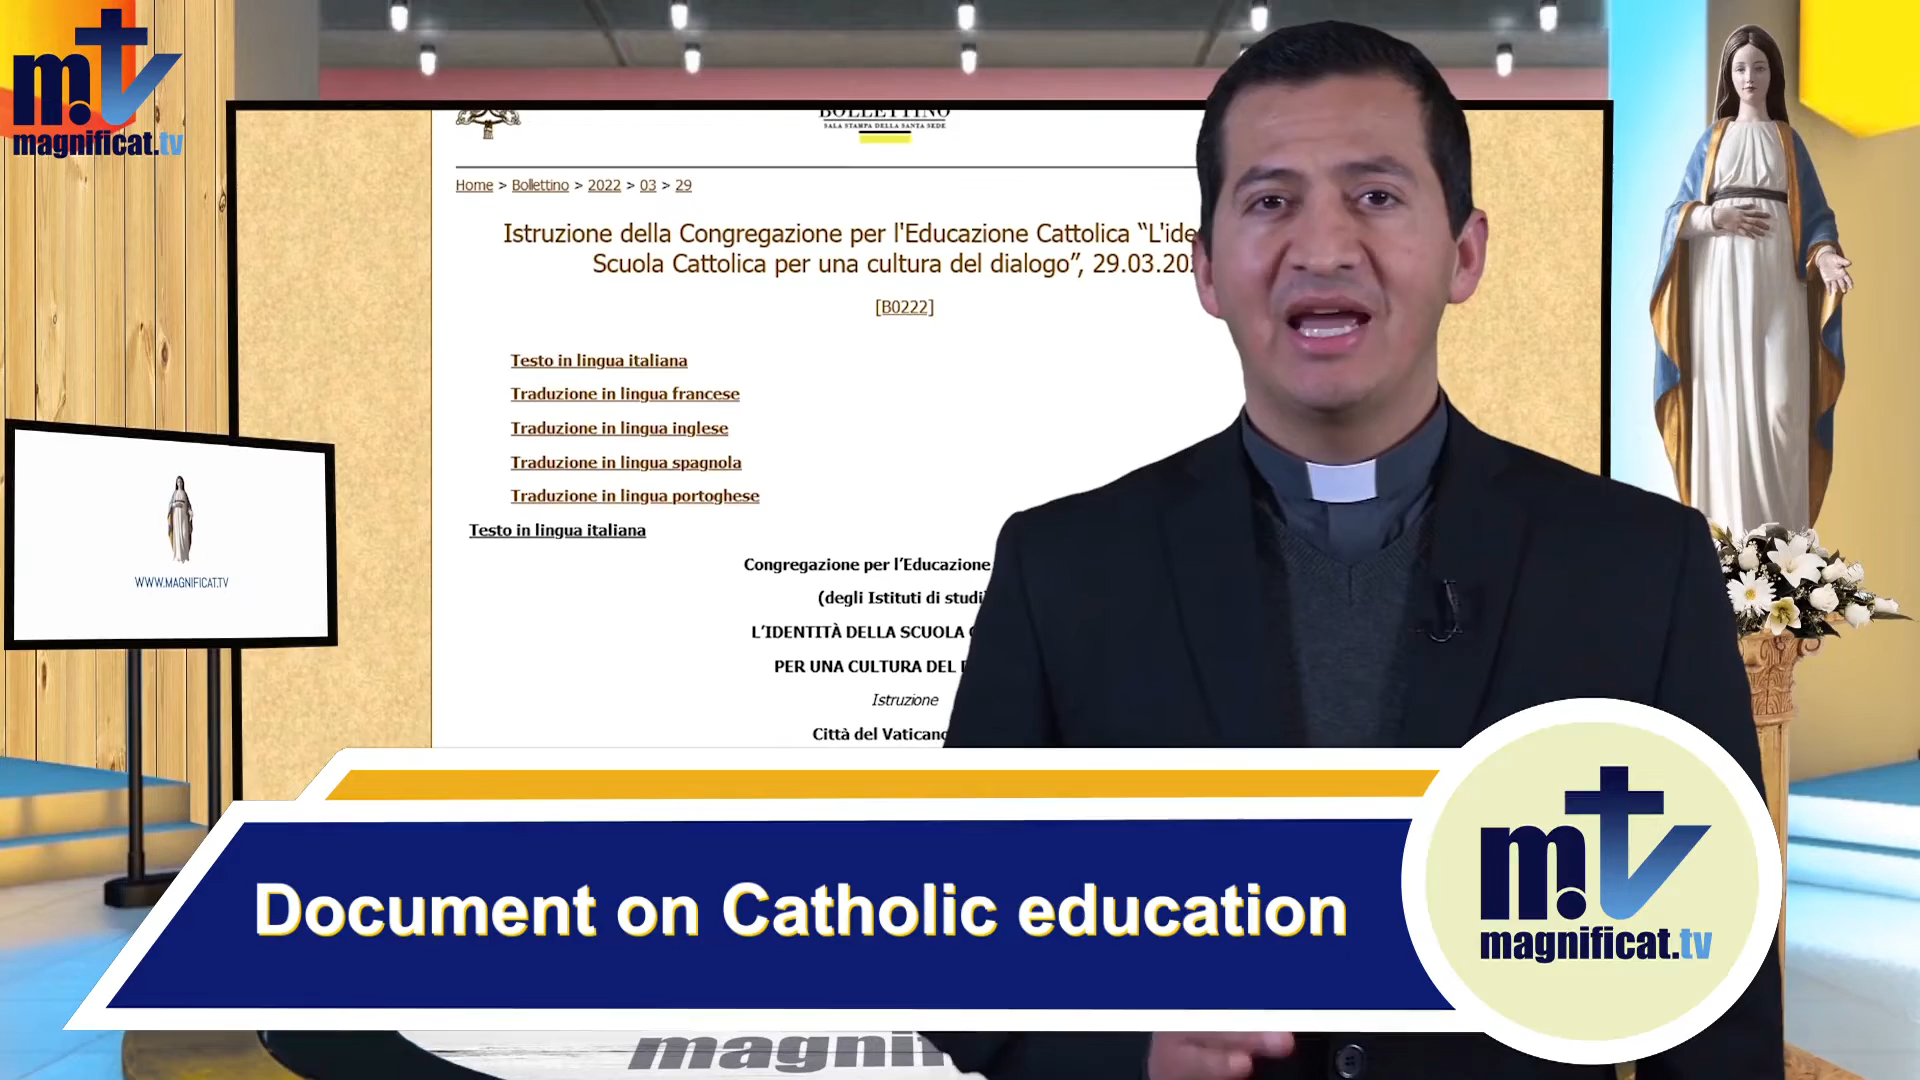 m.tv
magnificat.tv
BOLLETTINO
SALA STAMPA DELLA SANTA SEDE
Home > Bollettino > 2022 > 03 > 29
Istruzione della Congregazione per l'Educazione Cattolica “L'ide
Scuola Cattolica per una cultura del dialogo”, 29.03.202
[B0222]
Testo in lingua italiana
Traduzione in lingua francese
Traduzione in lingua inglese
Traduzione in lingua spagnola
Traduzione in lingua portoghese
Testo in lingua italiana
Congregazione per l’Educazione
(degli Istituti di studi
L’IDENTITÀ DELLA SCUOLA
PER UNA CULTURA DEL
Istruzione
Città del Vaticano
WWW.MAGNIFICAT.TV
Document on Catholic education
m.tv
magnificat.tv
magnif